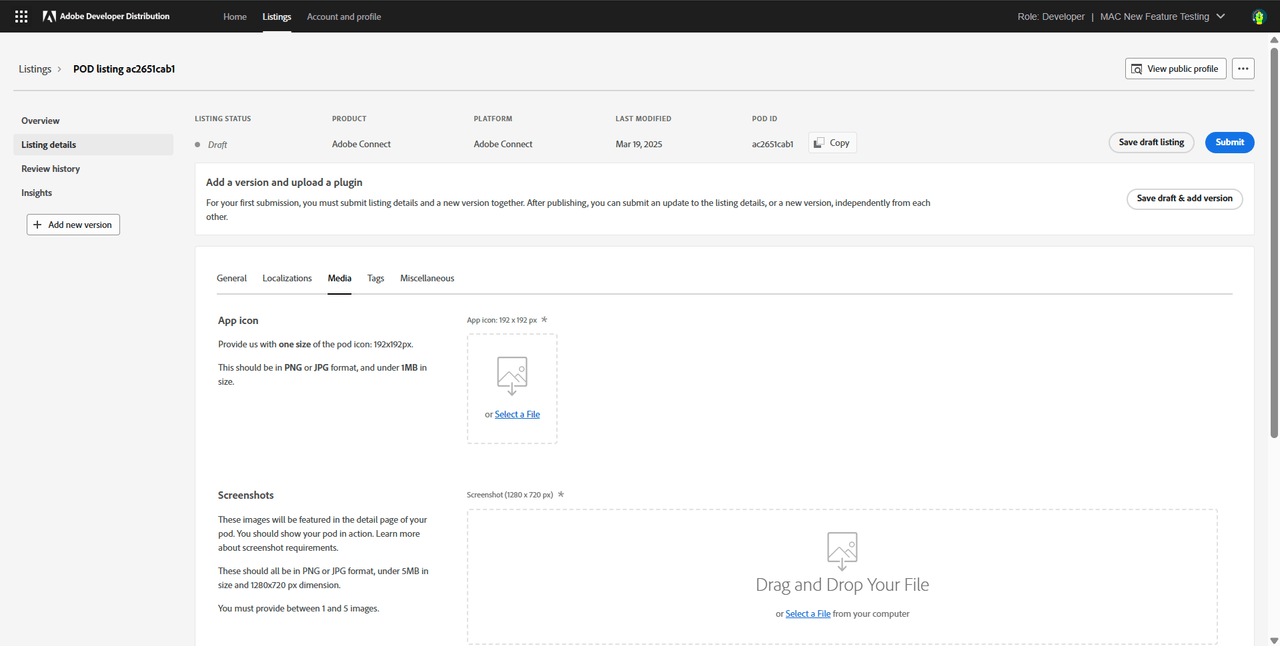 Adobe Developer Distribution
Home
Listings
Account and profile
Role: Developer | MAC New Feature Testing
Listings
POD listing ac2651cab1
View public profile
Overview
Listing details
Review history
Insights
+ Add new version
LISTING STATUS
Draft
PRODUCT
Adobe Connect
PLATFORM
Adobe Connect
LAST MODIFIED
Mar 19, 2025
POD ID
ac2651cab1
Copy
Save draft listing
Submit
Add a version and upload a plugin
For your first submission, you must submit listing details and a new version together. After publishing, you can submit an update to the listing details, or a new version, independently from each
other.
Save draft & add version
General
Localizations
Media
Tags
Miscellaneous
App icon
Provide us with one size of the pod icon: 192x192px.
This should be in PNG or JPG format, and under 1MB in
size.
App icon: 192 x 192 px *
or Select a File
Screenshots
These images will be featured in the detail page of your
pod. You should show your pod in action. Learn more
about screenshot requirements.
These should all be in PNG or JPG format, under 5MB in
size and 1280x720 px dimension.
You must provide between 1 and 5 images.
Screenshot (1280 x 720 px) *
Drag and Drop Your File
or Select a File from your computer